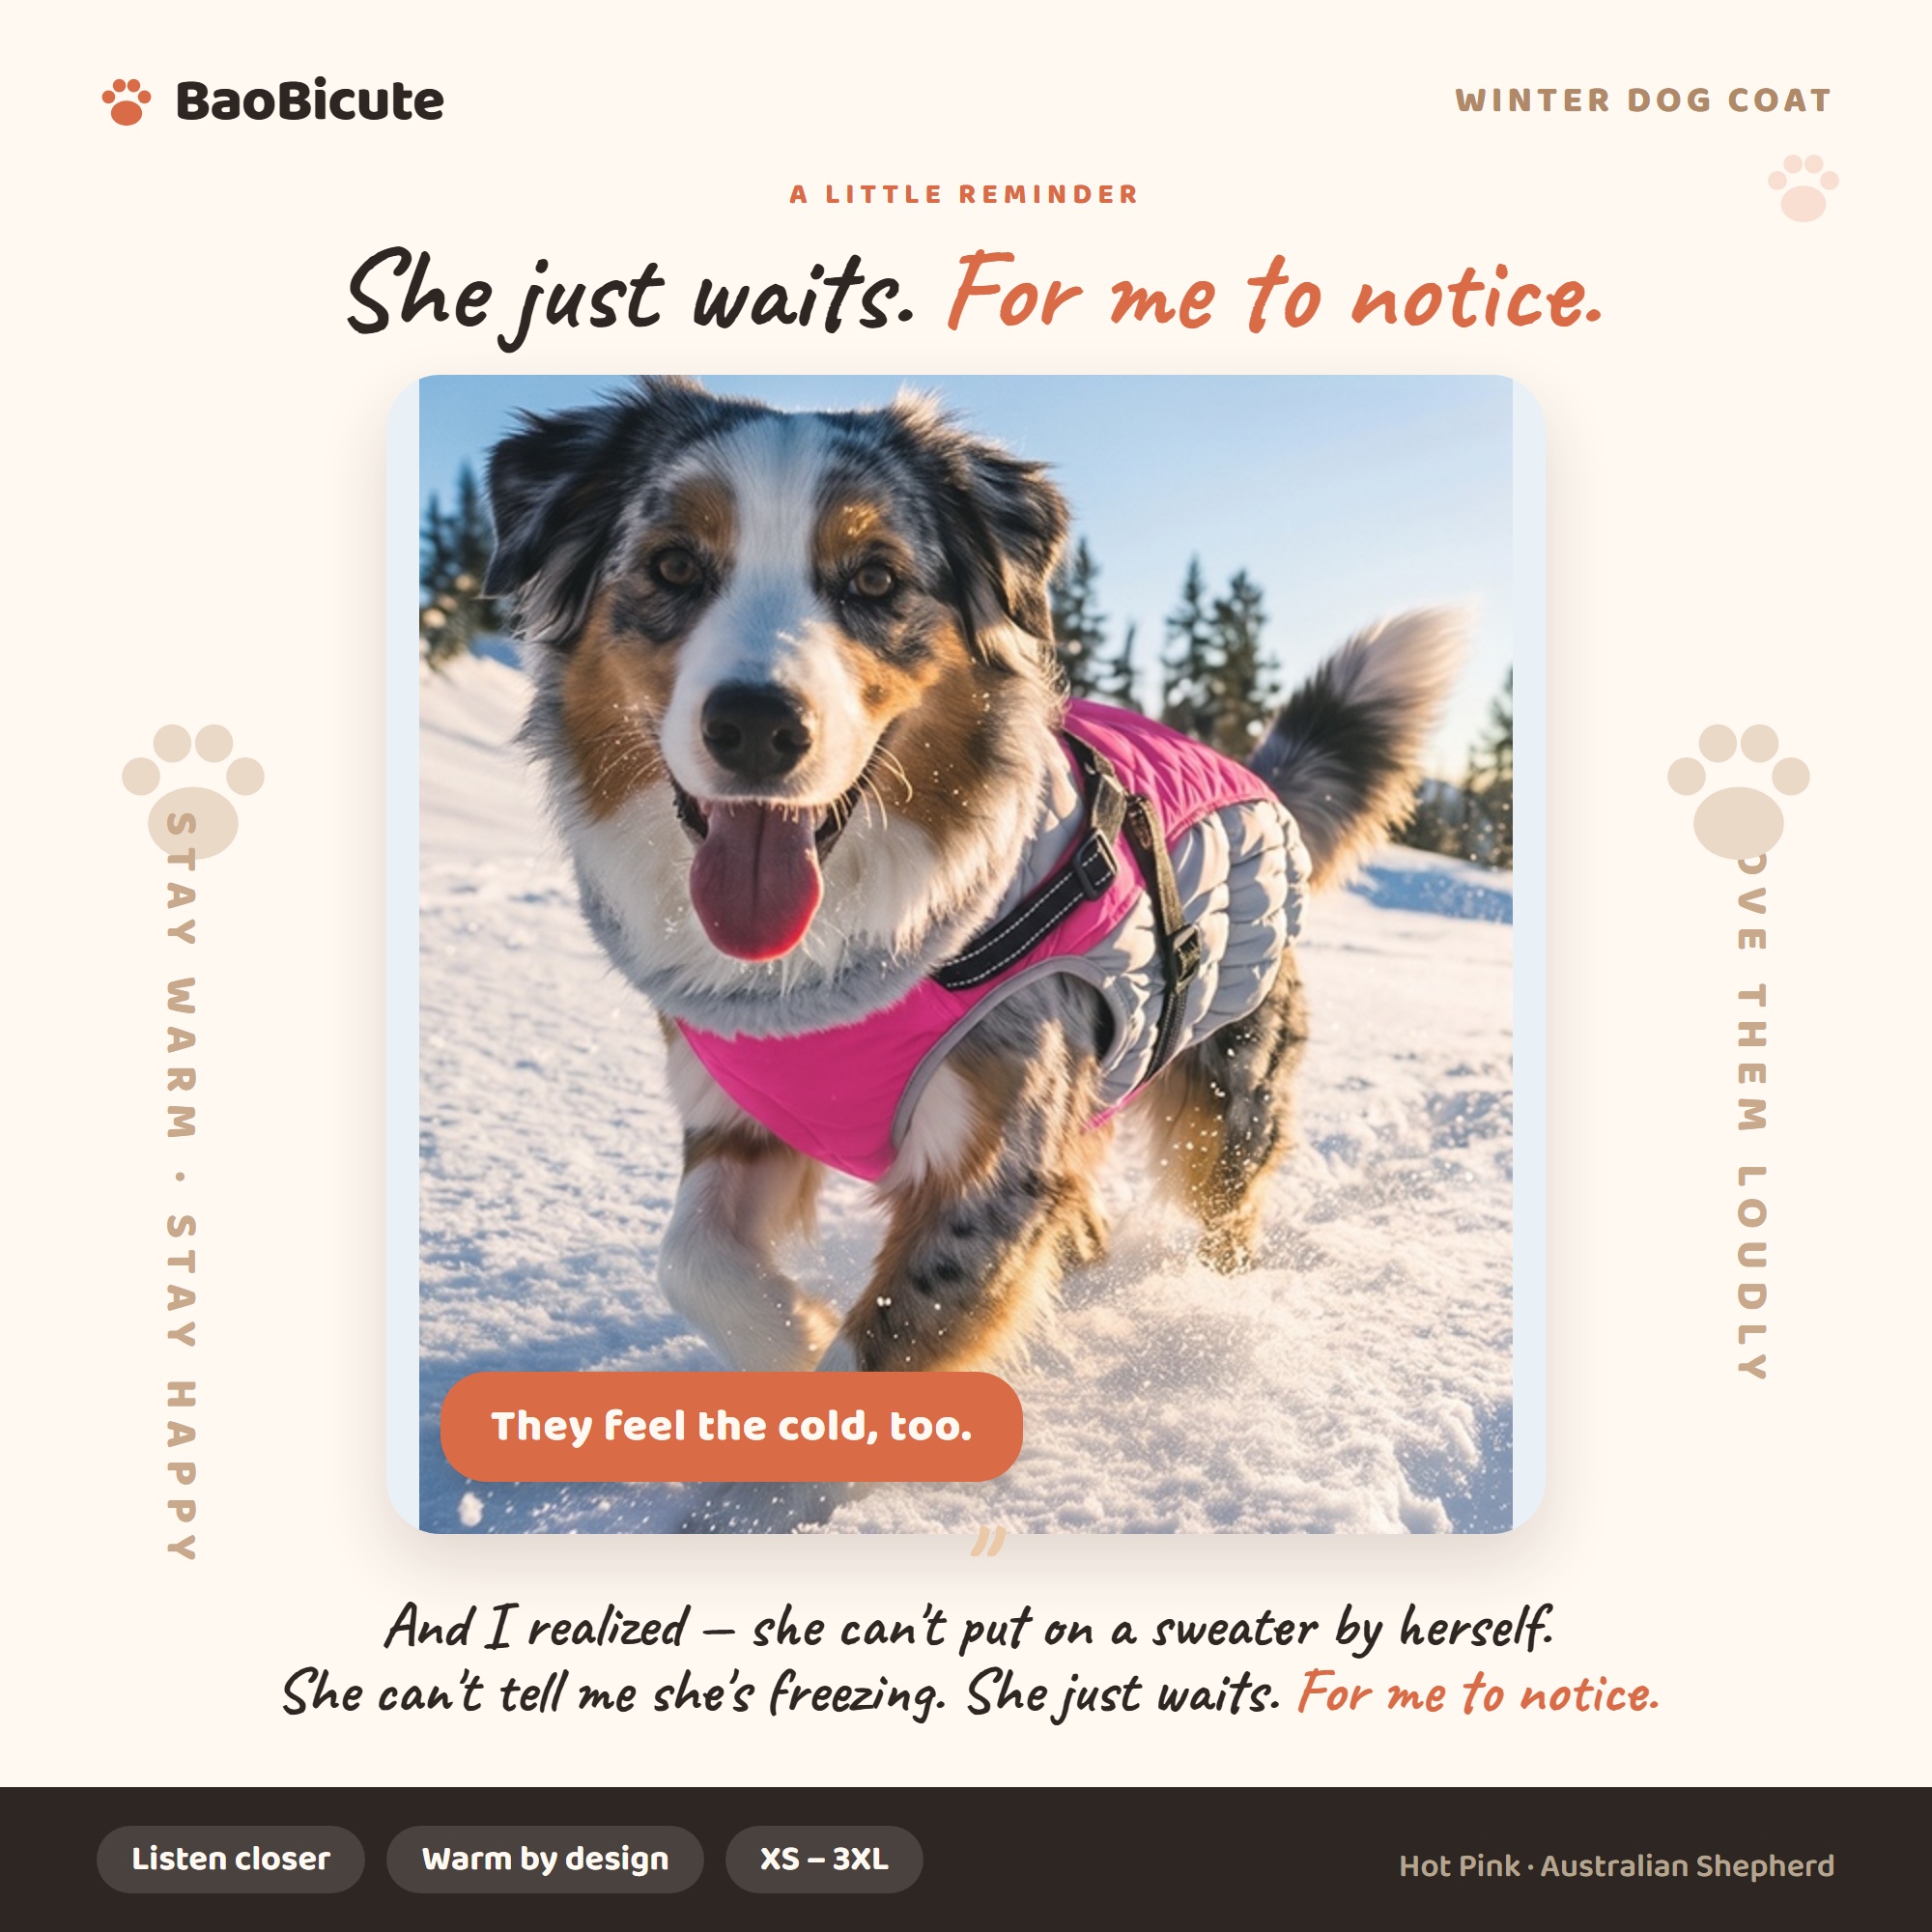 BaoBicute
WINTER DOG COAT
A LITTLE REMINDER
She just waits. For me to notice.
STAY WARM · STAY HAPPY
OVE THEM LOUDLY
They feel the cold, too.
”
And I realized — she can't put on a sweater by herself.
She can't tell me she's freezing. She just waits. For me to notice.
Listen closer
Warm by design
XS – 3XL
Hot Pink · Australian Shepherd